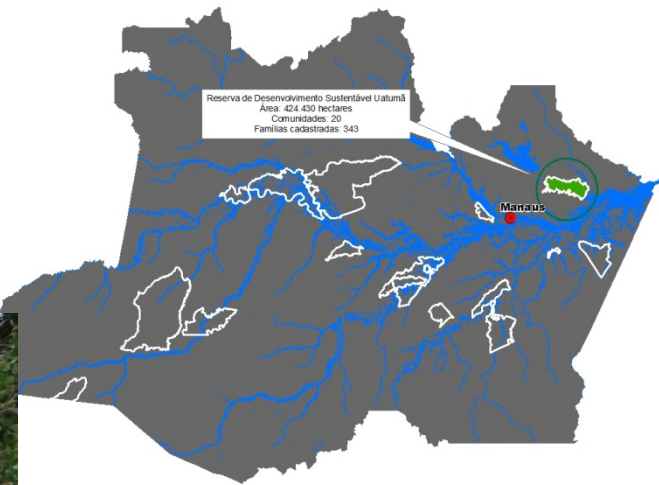 Reserva de Desenvolvimento Sustentável Uatumã
Área: 424.430 hectares
Comunidades: 20
Famílias cadastradas: 343
Manaus